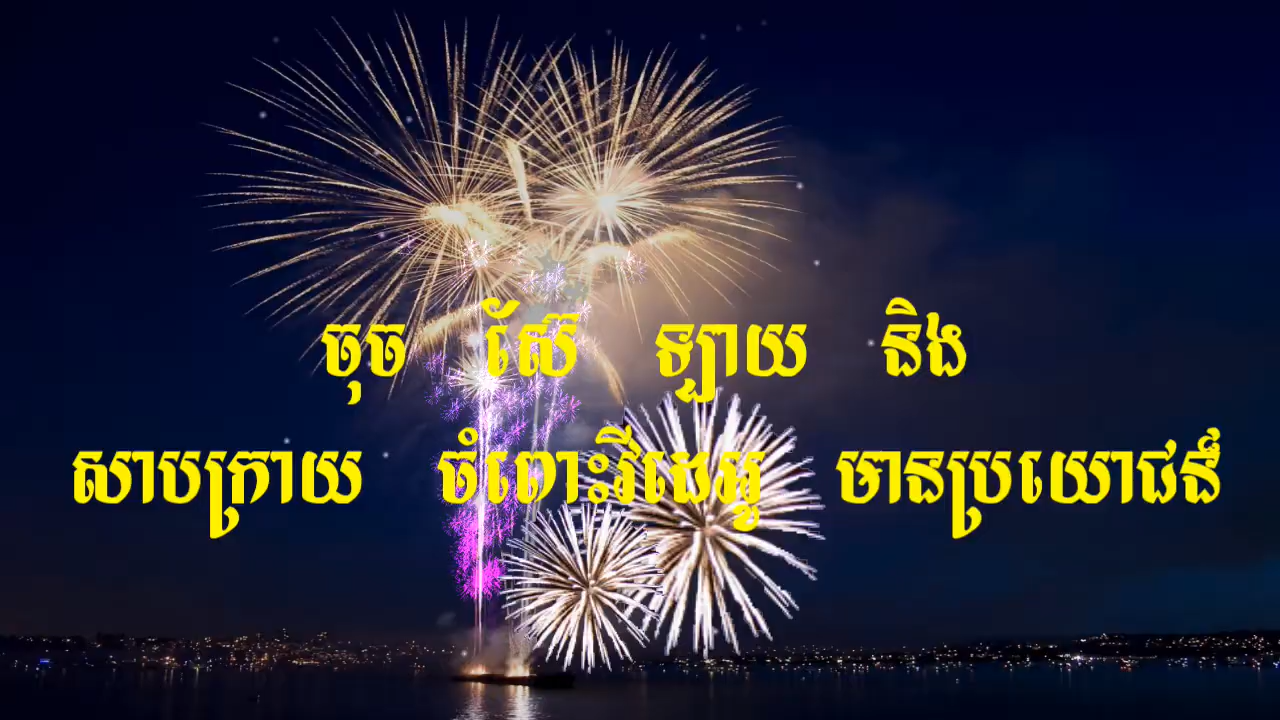 ចុច ស៊ែ ឡាយ និង
សាបក្រាយ ចំពោះវីដេអូ មានប្រយោជន៍